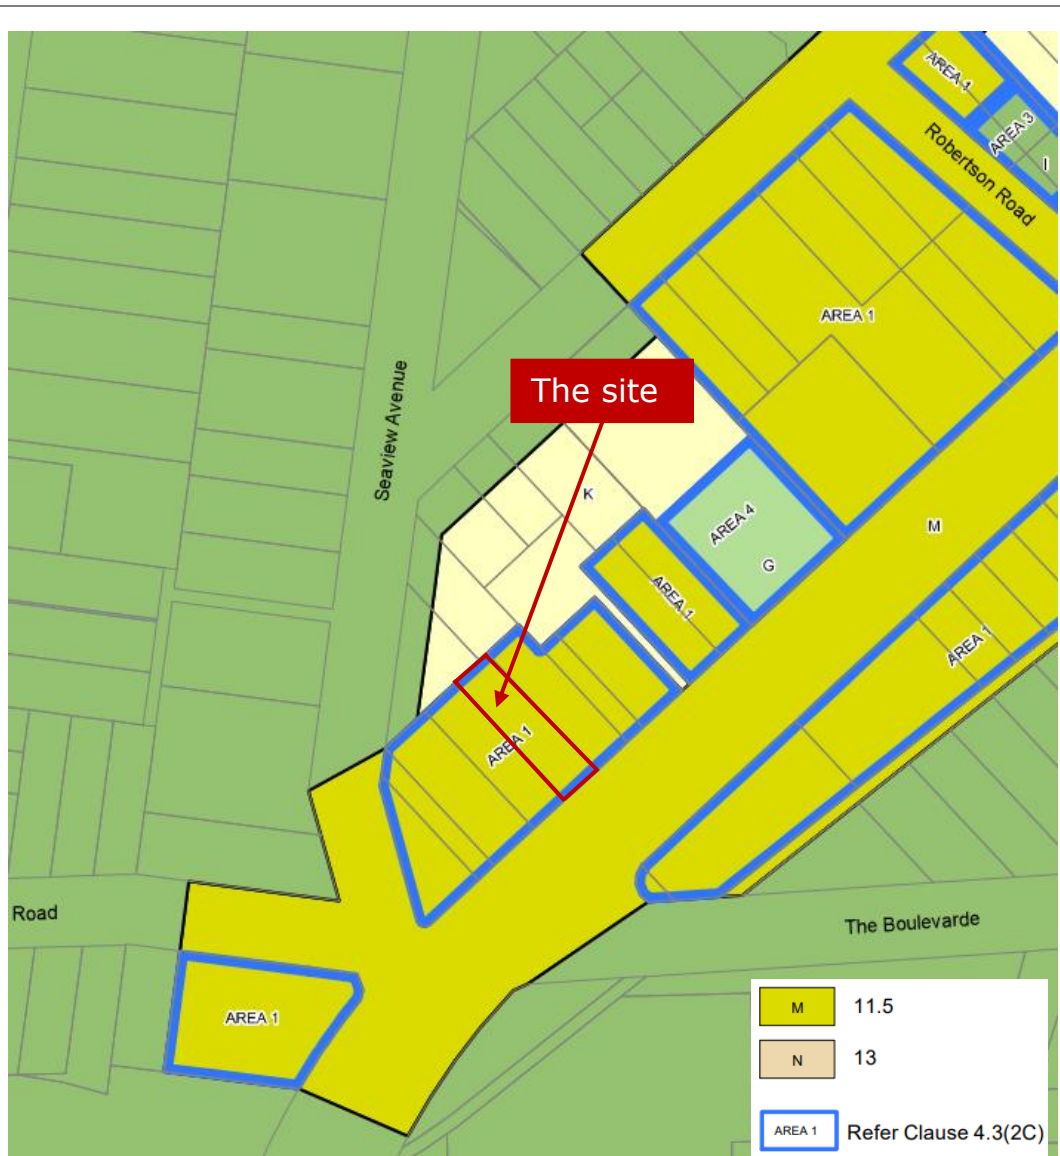 AREA 1
AREA 3
I
Robertson Road
AREA 1
The site
Seaview Avenue
K
AREA 4
M
G
AREA 1
AREA 1
AREA 1
Road
The Boulevarde
AREA 1
M 11.5
N 13
AREA 1 Refer Clause 4.3(2C)